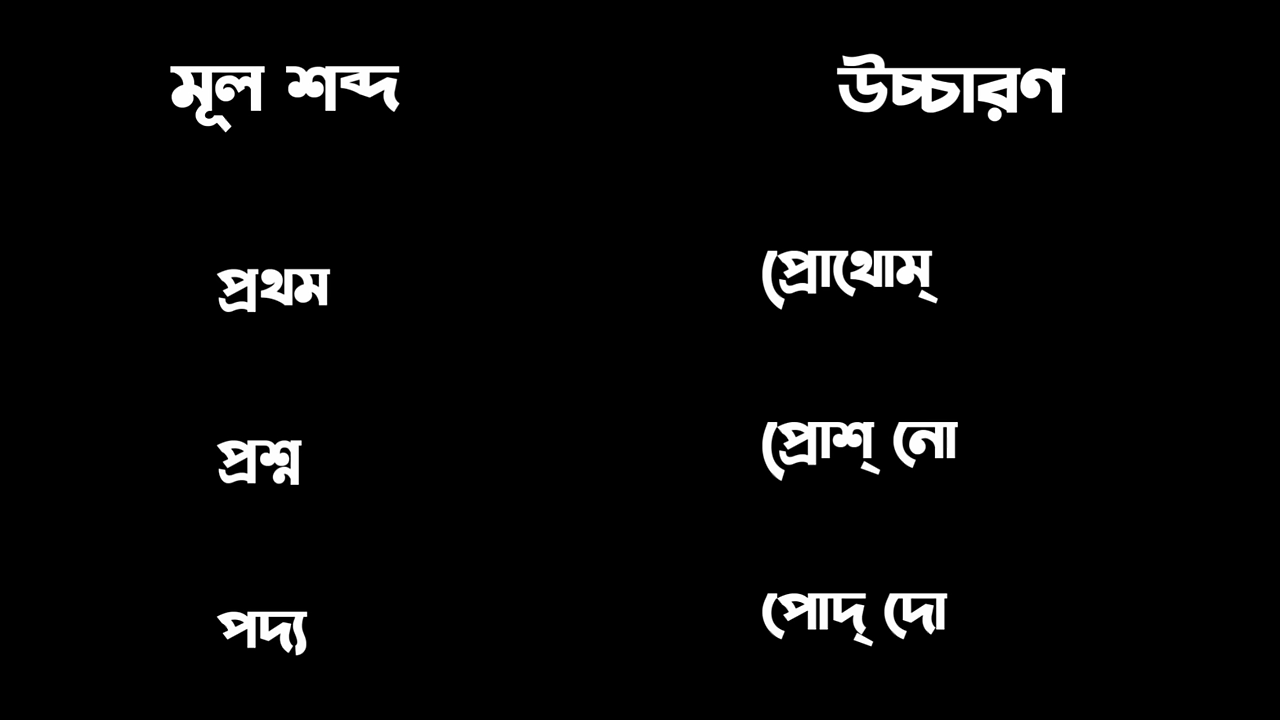 মূল শব্দ উচ্চারণ
প্রথম প্রোথোম্
প্রশ্ন প্রোশ্ নো
পদ্য পোদ্ দো